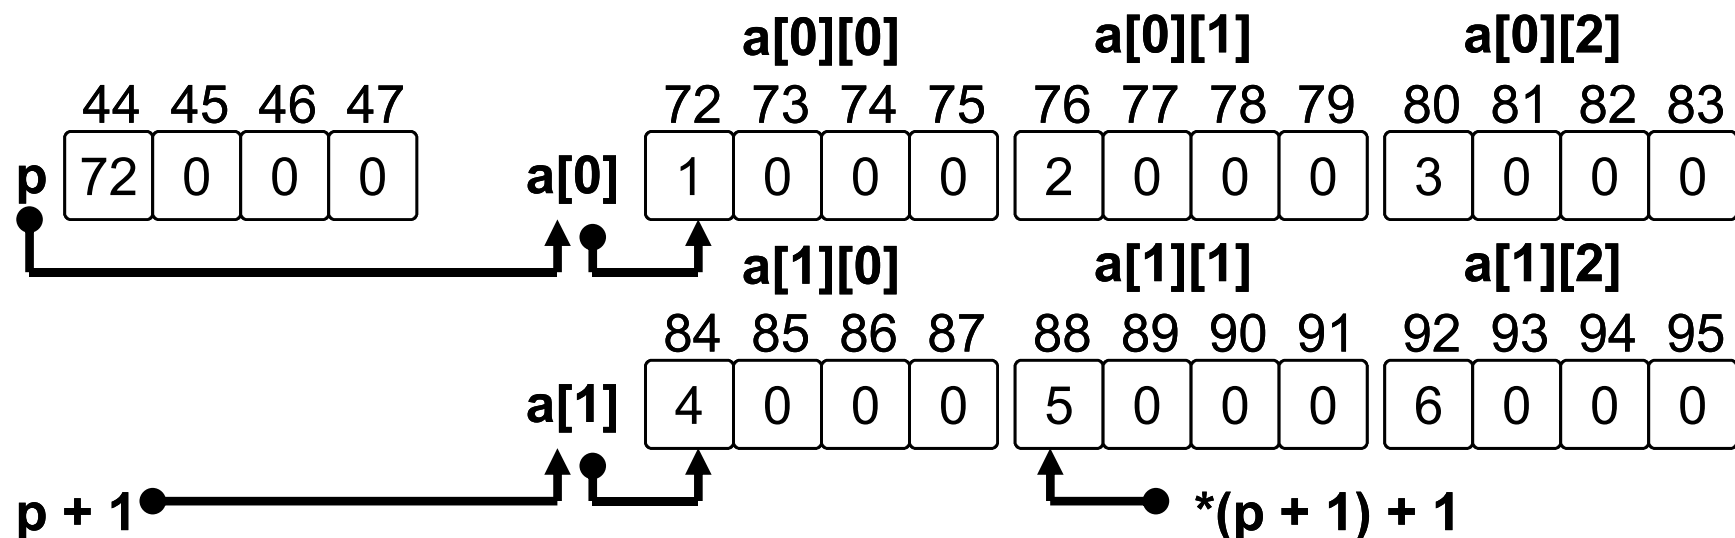 a[0][0] a[0][1] a[0][2]
44 45 46 47 72 73 74 75 76 77 78 79 80 81 82 83
p 72 0 0 0 a[0] 1 0 0 0 2 0 0 0 3 0 0 0
a[1][0] a[1][1] a[1][2]
84 85 86 87 88 89 90 91 92 93 94 95
a[1] 4 0 0 0 5 0 0 0 6 0 0 0
p + 1 *(p + 1) + 1